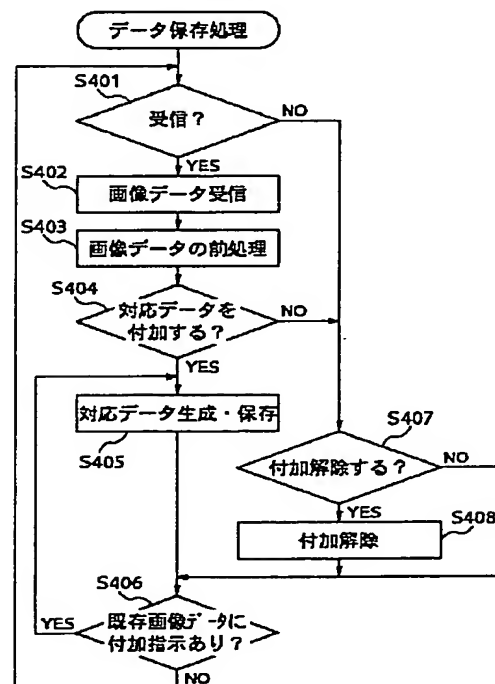 データ保存処理
S401
受信？
NO
YES
S402
画像データ受信
S403
画像データの前処理
S404
対応データを
付加する？
NO
YES
対応データ生成・保存
S405
S407
付加解除する？
NO
YES
S408
付加解除
S406
既存画像データに
付加指示あり？
YES
NO